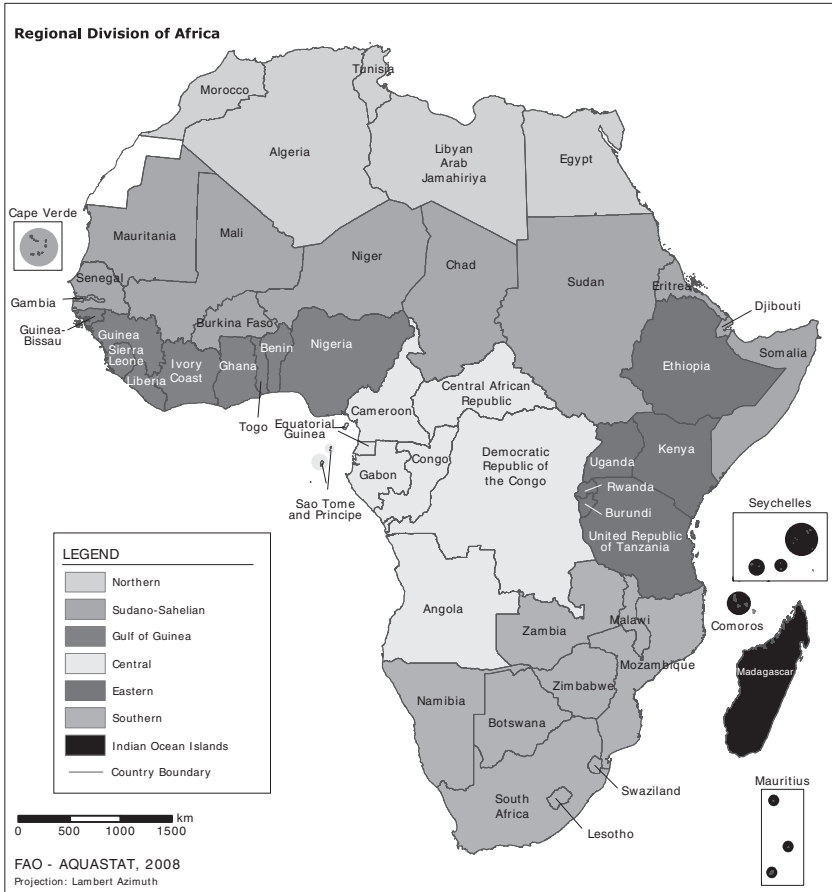 Regional Division of Africa
Tunisia
Morocco
Algeria
Libyan
Arab
Jamahiriya
Egypt
Cape Verde
Mauritania
Mali
Niger
Chad
Sudan
Eritrea
Djibouti
Senegal
Gambia
Guinea-
Bissau
Guinea
Sierra
Leone
Liberia
Burkina Faso
Ivory
Coast
Ghana
Benin
Togo
Nigeria
Ethiopia
Somalia
Central African
Republic
Cameroon
Equatorial
Guinea
Gabon
Congo
Democratic
Republic of
the Congo
Sao Tome
and Principe
Uganda
Kenya
Rwanda
Burundi
United Republic
of Tanzania
Seychelles
Comoros
Angola
Zambia
Malawi
Mozambique
Madagascar
Zimbabwe
Namibia
Botswana
Swaziland
South
Africa
Lesotho
Mauritius
LEGEND
Northern
Sudano-Sahelian
Gulf of Guinea
Central
Eastern
Southern
Indian Ocean Islands
Country Boundary
km
0 500 1000 1500
FAO - AQUASTAT, 2008
Projection: Lambert Azimuth